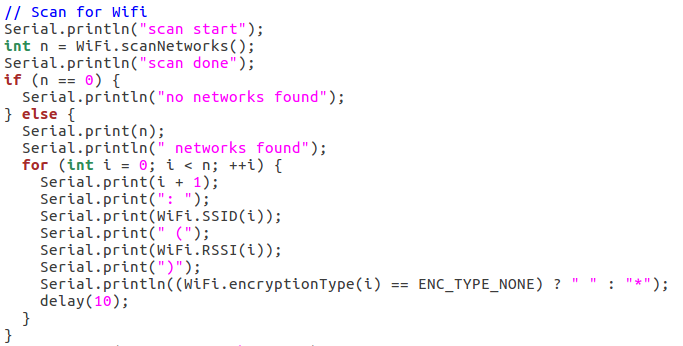 // Scan for Wifi
Serial.println("scan start");
int n = WiFi.scanNetworks();
Serial.println("scan done");
if (n == 0) {
  Serial.println("no networks found");
} else {
  Serial.print(n);
  Serial.println(" networks found");
  for (int i = 0; i < n; ++i) {
    Serial.print(i + 1);
    Serial.print(": ");
    Serial.print(WiFi.SSID(i));
    Serial.print(" (");
    Serial.print(WiFi.RSSI(i));
    Serial.print(")");
    Serial.println((WiFi.encryptionType(i) == ENC_TYPE_NONE) ? " " : "*");
    delay(10);
  }
}